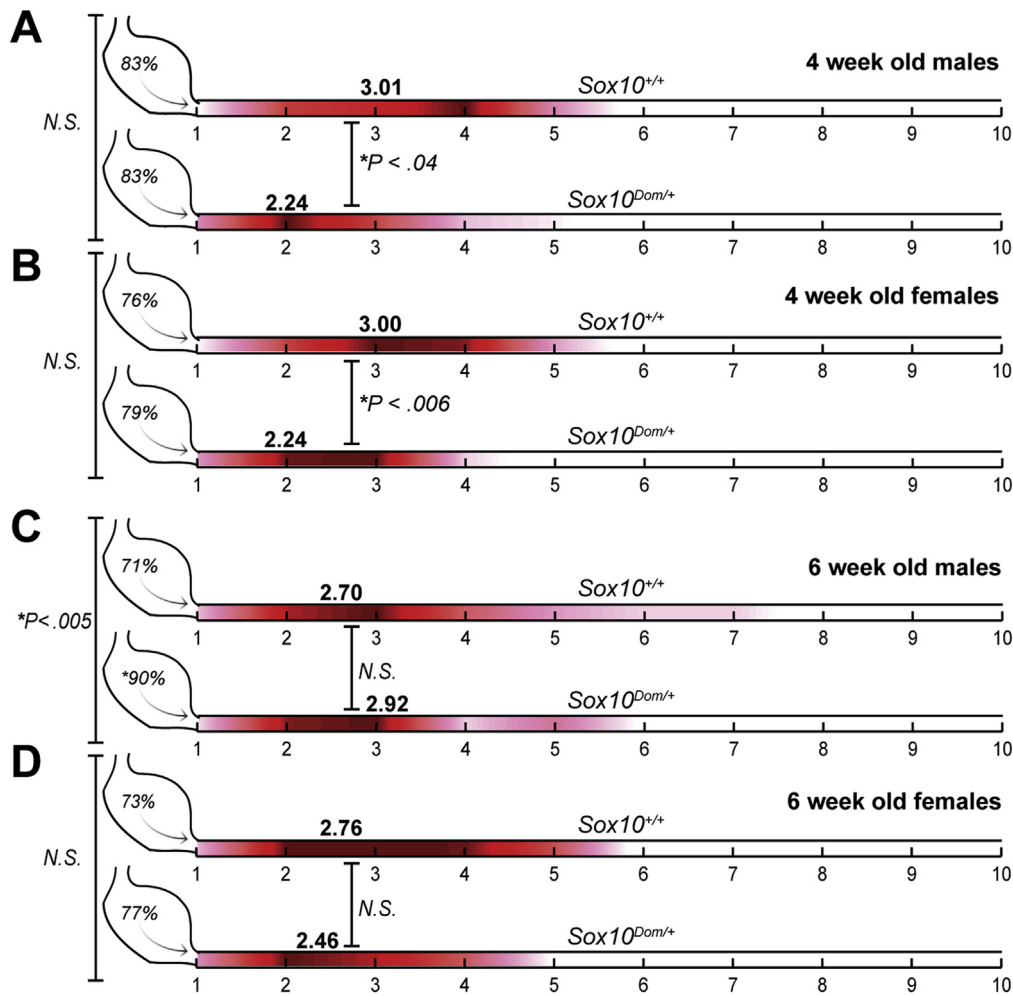 A
4 week old males
83%
3.01
Sox10+/+
1 2 3 4 5 6 7 8 9 10
N.S.
*P < .04
83%
2.24
Sox10Dom/+
1 2 3 4 5 6 7 8 9 10
B
4 week old females
76%
3.00
Sox10+/+
1 2 3 4 5 6 7 8 9 10
N.S.
*P < .006
79%
2.24
Sox10Dom/+
1 2 3 4 5 6 7 8 9 10
C
6 week old males
71%
2.70
Sox10+/+
1 2 3 4 5 6 7 8 9 10
*P< .005
N.S.
*90%
2.92
Sox10Dom/+
1 2 3 4 5 6 7 8 9 10
D
6 week old females
73%
2.76
Sox10+/+
1 2 3 4 5 6 7 8 9 10
N.S.
N.S.
77%
2.46
Sox10Dom/+
1 2 3 4 5 6 7 8 9 10